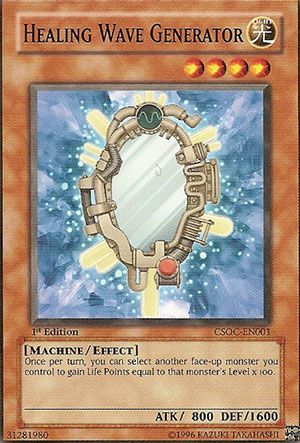 HEALING WAVE GENERATOR
LIGHT
光
1st Edition
CSOC-EN001
[MACHINE/EFFECT]
Once per turn, you can select another face-up monster you
control to gain Life Points equal to that monster's Level x 100.
ATK/ 800 DEF/1600
31281980
©1996 KAZUKI TAKAHASHI